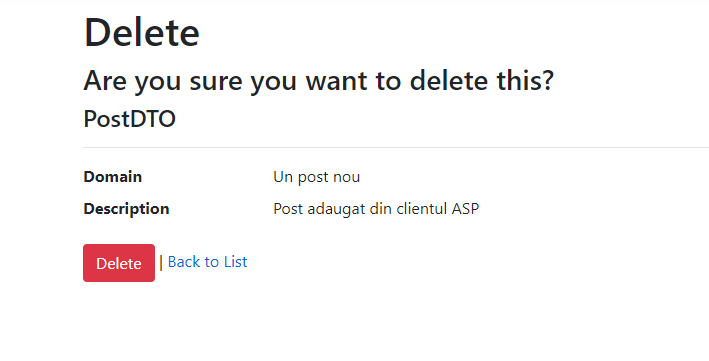 Delete
Are you sure you want to delete this?
PostDTO
Domain Un post nou
Description Post adaugat din clientul ASP
Delete | Back to List